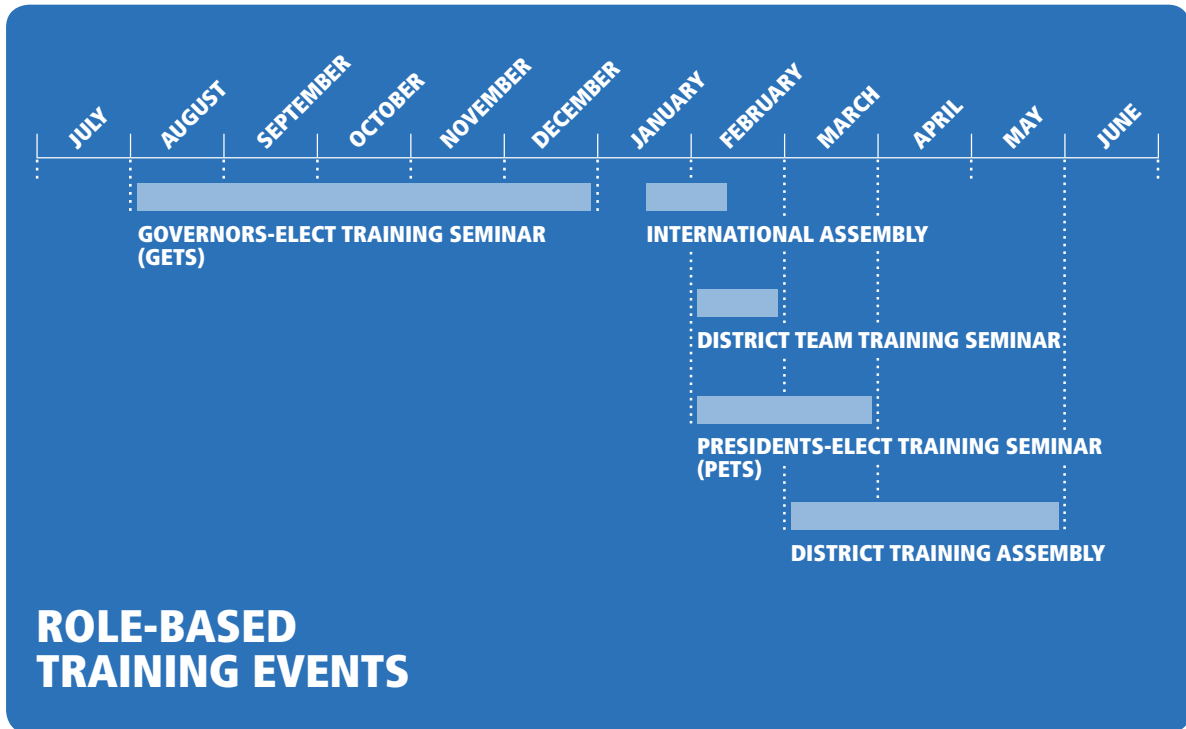 JULY
AUGUST
SEPTEMBER
OCTOBER
NOVEMBER
DECEMBER
JANUARY
FEBRUARY
MARCH
APRIL
MAY
JUNE
GOVERNORS-ELECT TRAINING SEMINAR
(GETS)
INTERNATIONAL ASSEMBLY
DISTRICT TEAM TRAINING SEMINAR
PRESIDENTS-ELECT TRAINING SEMINAR
(PETS)
DISTRICT TRAINING ASSEMBLY
ROLE-BASED
TRAINING EVENTS